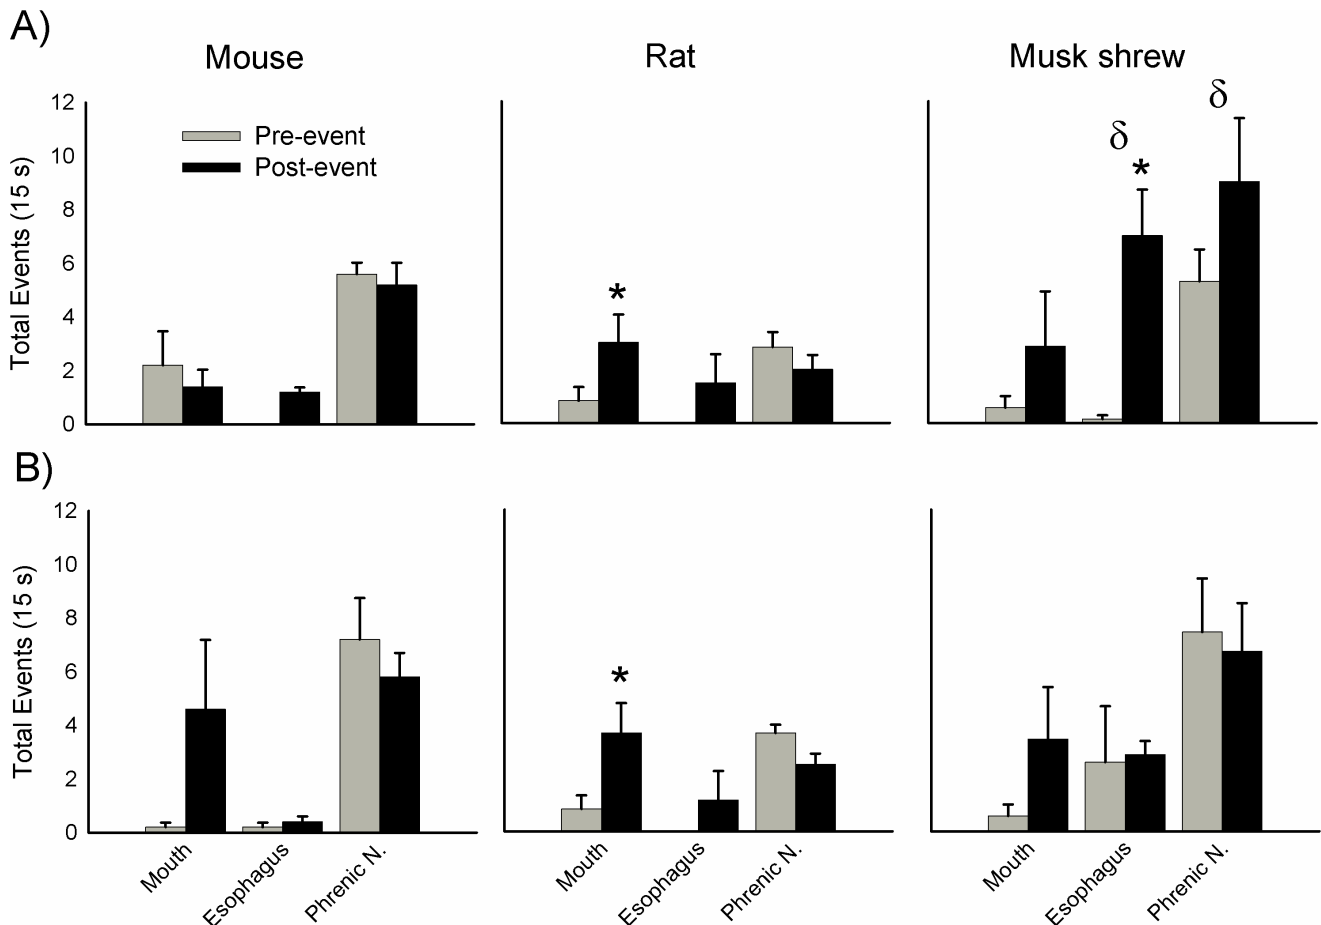 A)
Mouse
Rat
Musk shrew
δ
12
Pre-event
δ
10
Post-event
*
8
Total Events (15 s)
6
*
4
2
0
B)
12
10
8
Total Events (15 s)
6
*
4
2
0
Mouth
Esophagus
Phrenic N.
Mouth
Esophagus
Phrenic N.
Mouth
Esophagus
Phrenic N.